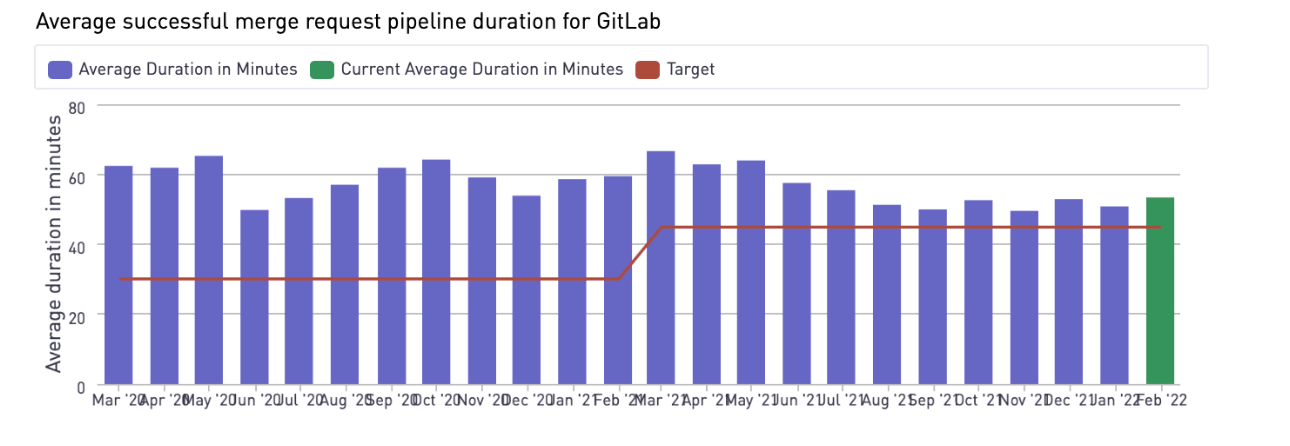 Average successful merge request pipeline duration for GitLab
Average Duration in Minutes Current Average Duration in Minutes Target
Average duration in minutes
80
60
40
20
0
Mar '20 Apr '20 May '20 Jun '20 Jul '20 Aug '20 Sep '20 Oct '20 Nov '20 Dec '20 Jan '21 Feb '21 Mar '21 Apr '21 May '21 Jun '21 Jul '21 Aug '21 Sep '21 Oct '21 Nov '21 Dec '21 Jan '22 Feb '22